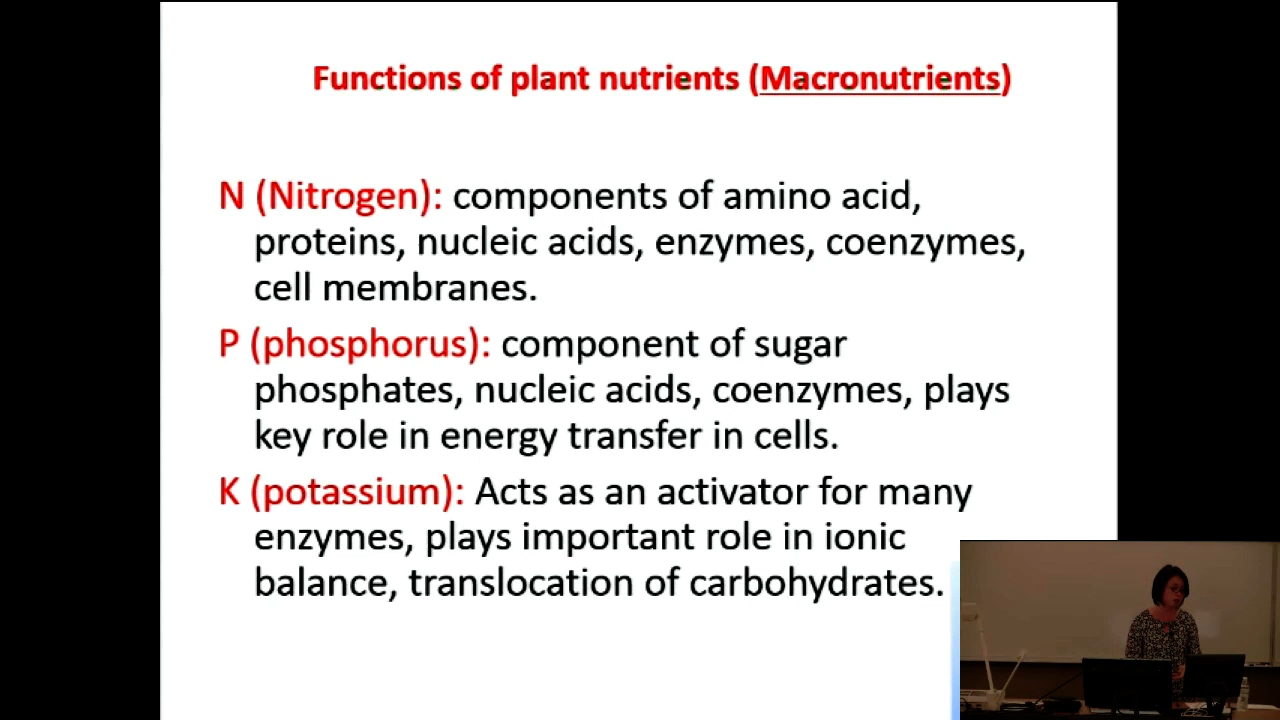 Functions of plant nutrients (Macronutrients)
N (Nitrogen): components of amino acid,
proteins, nucleic acids, enzymes, coenzymes,
cell membranes.
P (phosphorus): component of sugar
phosphates, nucleic acids, coenzymes, plays
key role in energy transfer in cells.
K (potassium): Acts as an activator for many
enzymes, plays important role in ionic
balance, translocation of carbohydrates.